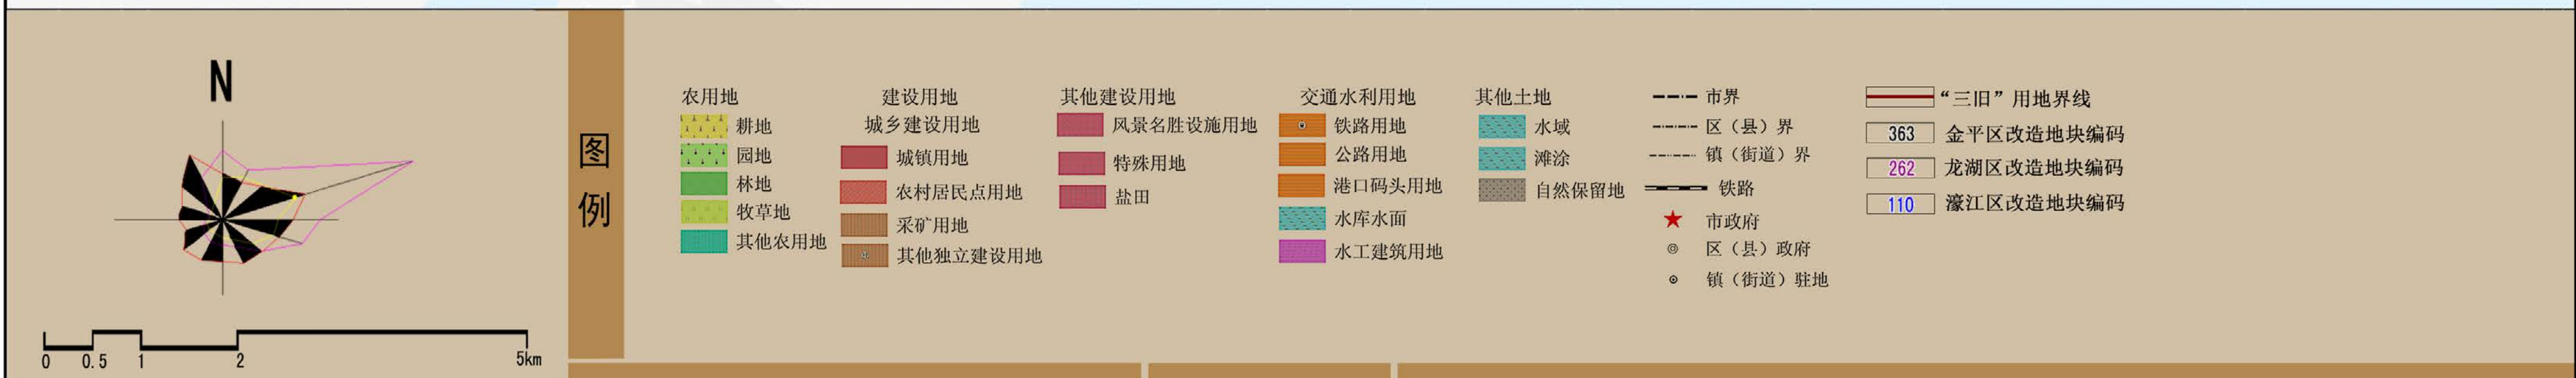 N
0 0.5 1 2 5km
图例
农用地
耕地
园地
林地
牧草地
其他农用地
建设用地
城乡建设用地
城镇用地
农村居民点用地
采矿用地
其他独立建设用地
其他建设用地
风景名胜设施用地
特殊用地
盐田
交通水利用地
铁路用地
公路用地
港口码头用地
水库水面
水工建筑用地
其他土地
水域
滩涂
自然保留地
市界
区（县）界
镇（街道）界
铁路
市政府
区（县）政府
镇（街道）驻地
“三旧”用地界线
363 金平区改造地块编码
262 龙湖区改造地块编码
110 濠江区改造地块编码